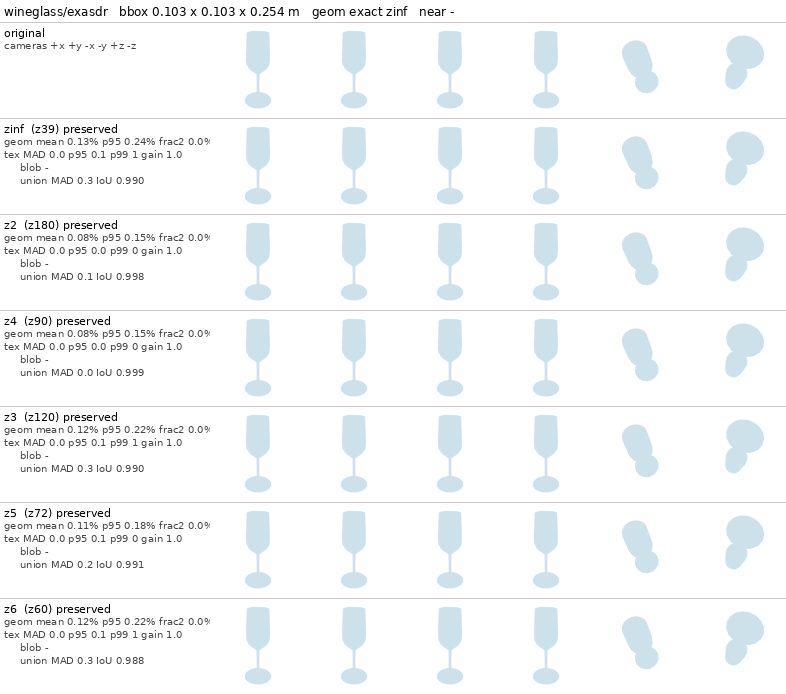 wineglass/exasdr   bbox 0.103 x 0.103 x 0.254 m   geom exact zinf   near -
original
cameras +x +y -x -y +z -z
zinf  (z39) preserved
geom mean 0.13% p95 0.24% frac2 0.0%
tex MAD 0.0 p95 0.1 p99 1 gain 1.0
blob -
union MAD 0.3 IoU 0.990
z2  (z180) preserved
geom mean 0.08% p95 0.15% frac2 0.0%
tex MAD 0.0 p95 0.0 p99 0 gain 1.0
blob -
union MAD 0.1 IoU 0.998
z4  (z90) preserved
geom mean 0.08% p95 0.15% frac2 0.0%
tex MAD 0.0 p95 0.0 p99 0 gain 1.0
blob -
union MAD 0.0 IoU 0.999
z3  (z120) preserved
geom mean 0.12% p95 0.22% frac2 0.0%
tex MAD 0.0 p95 0.1 p99 1 gain 1.0
blob -
union MAD 0.3 IoU 0.990
z5  (z72) preserved
geom mean 0.11% p95 0.18% frac2 0.0%
tex MAD 0.0 p95 0.1 p99 0 gain 1.0
blob -
union MAD 0.2 IoU 0.991
z6  (z60) preserved
geom mean 0.12% p95 0.22% frac2 0.0%
tex MAD 0.0 p95 0.1 p99 1 gain 1.0
blob -
union MAD 0.3 IoU 0.988